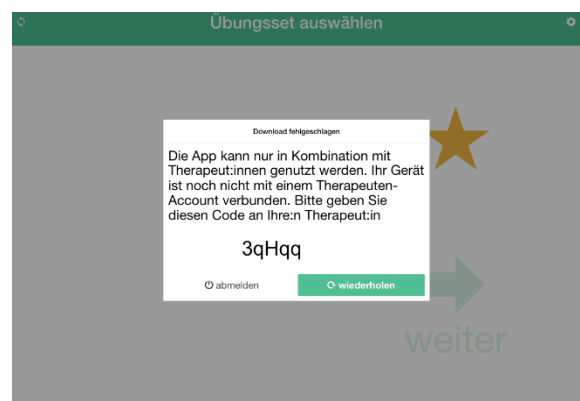 Übungsset auswählen
Download fehlgeschlagen
Die App kann nur in Kombination mit
Therapeut:innen genutzt werden. Ihr Gerät
ist noch nicht mit einem Therapeuten-
Account verbunden. Bitte geben Sie
diesen Code an Ihre:n Therapeut:in
3qHqq
abmelden
wiederholen
weiter